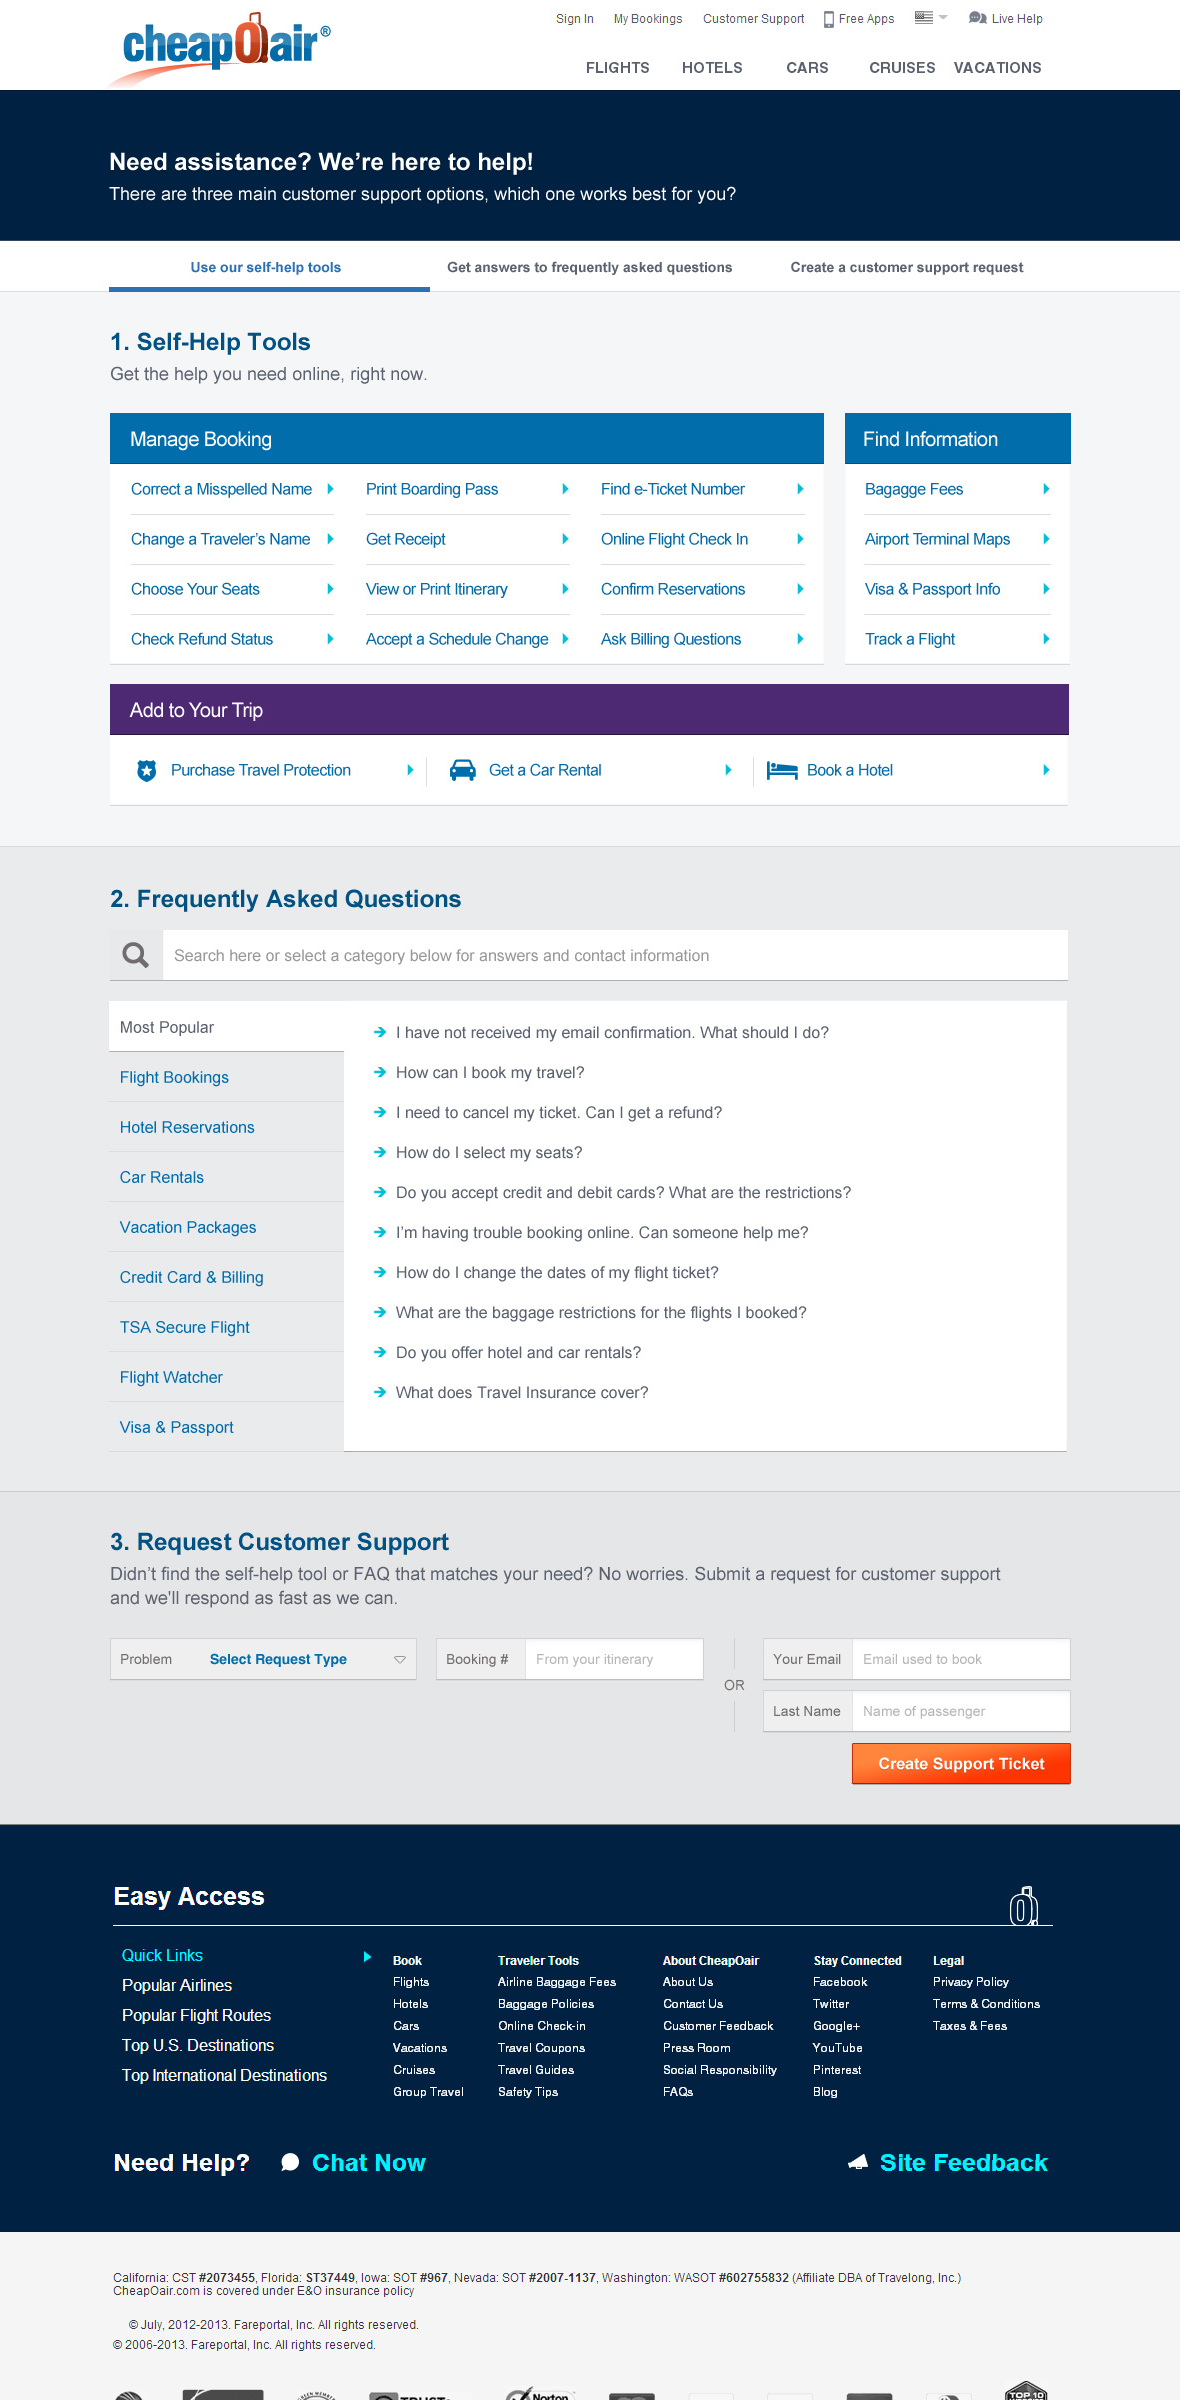 Sign In
My Bookings
Customer Support
Free Apps
Live Help
cheapOair®
FLIGHTS
HOTELS
CARS
CRUISES
VACATIONS
Need assistance? We're here to help!
There are three main customer support options, which one works best for you?
Use our self-help tools
Get answers to frequently asked questions
Create a customer support request
1. Self-Help Tools
Get the help you need online, right now.
Manage Booking
Correct a Misspelled Name
Print Boarding Pass
Find e-Ticket Number
Change a Traveler's Name
Get Receipt
Online Flight Check In
Choose Your Seats
View or Print Itinerary
Confirm Reservations
Check Refund Status
Accept a Schedule Change
Ask Billing Questions
Find Information
Bagagge Fees
Airport Terminal Maps
Visa & Passport Info
Track a Flight
Add to Your Trip
Purchase Travel Protection
Get a Car Rental
Book a Hotel
2. Frequently Asked Questions
Search here or select a category below for answers and contact information
Most Popular
Flight Bookings
Hotel Reservations
Car Rentals
Vacation Packages
Credit Card & Billing
TSA Secure Flight
Flight Watcher
Visa & Passport
I have not received my email confirmation. What should I do?
How can I book my travel?
I need to cancel my ticket. Can I get a refund?
How do I select my seats?
Do you accept credit and debit cards? What are the restrictions?
I'm having trouble booking online. Can someone help me?
How do I change the dates of my flight ticket?
What are the baggage restrictions for the flights I booked?
Do you offer hotel and car rentals?
What does Travel Insurance cover?
3. Request Customer Support
Didn't find the self-help tool or FAQ that matches your need? No worries. Submit a request for customer support
and we'll respond as fast as we can.
Problem
Select Request Type
Booking #
From your itinerary
OR
Your Email
Email used to book
Last Name
Name of passenger
Create Support Ticket
Easy Access
Quick Links
Popular Airlines
Popular Flight Routes
Top U.S. Destinations
Top International Destinations
Book
Flights
Hotels
Cars
Vacations
Cruises
Group Travel
Traveler Tools
Airline Baggage Fees
Baggage Policies
Online Check-in
Travel Coupons
Travel Guides
Safety Tips
About CheapOair
About Us
Contact Us
Customer Feedback
Press Room
Social Responsibility
FAQs
Stay Connected
Facebook
Twitter
Google+
YouTube
Pinterest
Blog
Legal
Privacy Policy
Terms & Conditions
Taxes & Fees
Need Help?
Chat Now
Site Feedback
California: CST #2073455, Florida: ST37449, Iowa: SOT #967, Nevada: SOT #2007-1137, Washington: WASOT #602755832 (Affiliate DBA of Travelong, Inc.)
CheapOair.com is covered under E&O insurance policy
© July, 2012-2013. Fareportal, Inc. All rights reserved.
© 2006-2013. Fareportal, Inc. All rights reserved.
Norton
TOP 10